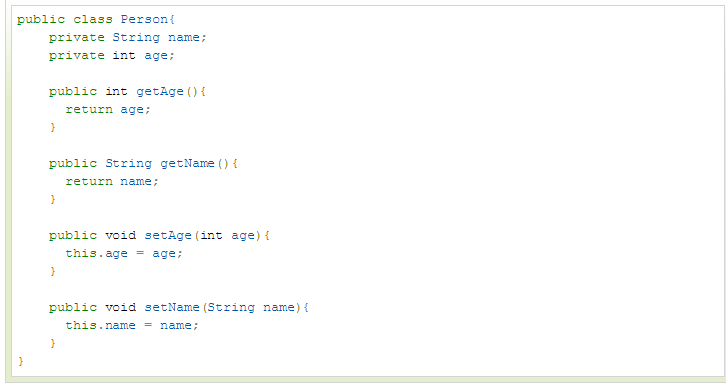 public class Person{
    private String name;
    private int age;

    public int getAge(){
      return age;
    }

    public String getName(){
      return name;
    }

    public void setAge(int age){
      this.age = age;
    }

    public void setName(String name){
      this.name = name;
    }
}